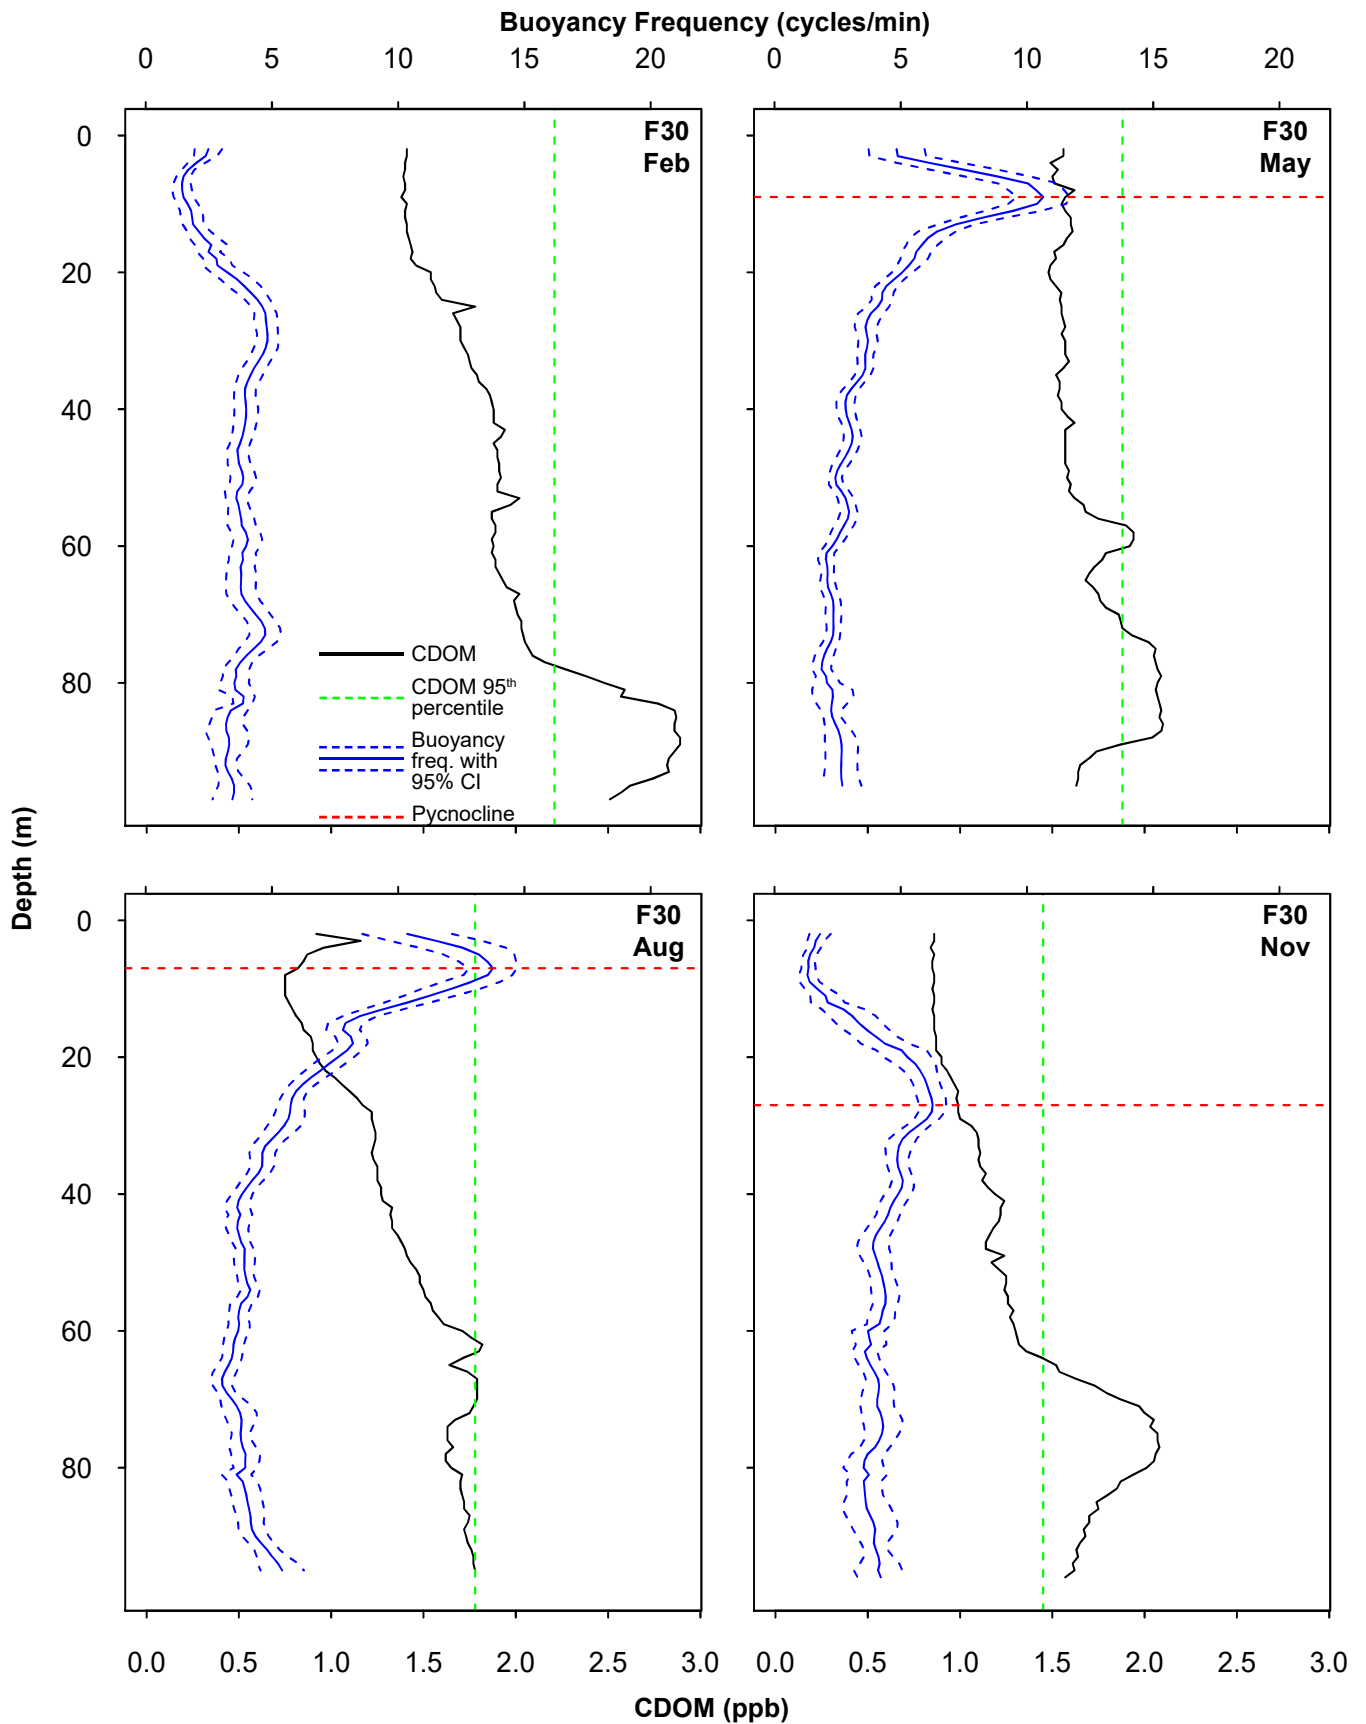 Buoyancy Frequency (cycles/min)
0 5 10 15 20 0 5 10 15 20
F30
Feb
F30
May
0
20
40
60
80
CDOM
CDOM 95th
percentile
Buoyancy
freq. with
95% CI
Pycnocline
Depth (m)
F30
Aug
F30
Nov
0
20
40
60
80
0.0 0.5 1.0 1.5 2.0 2.5 3.0 0.0 0.5 1.0 1.5 2.0 2.5 3.0
CDOM (ppb)